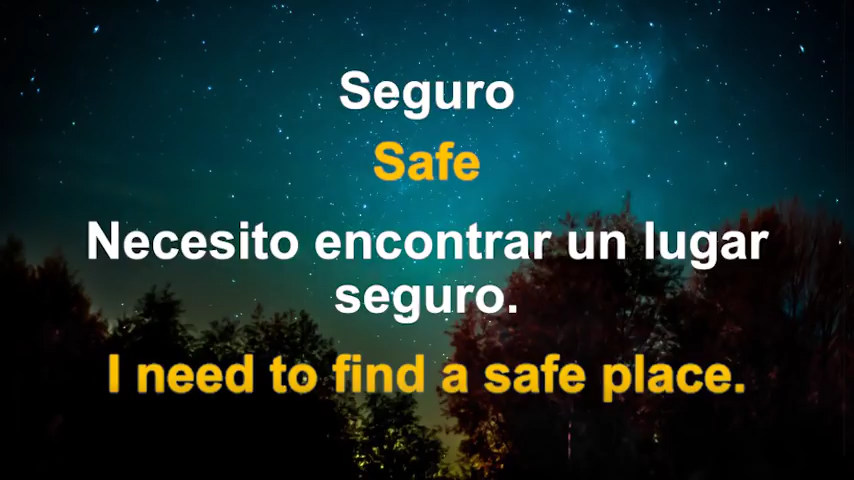 Seguro
Safe
Necesito encontrar un lugar
seguro.
I need to find a safe place.